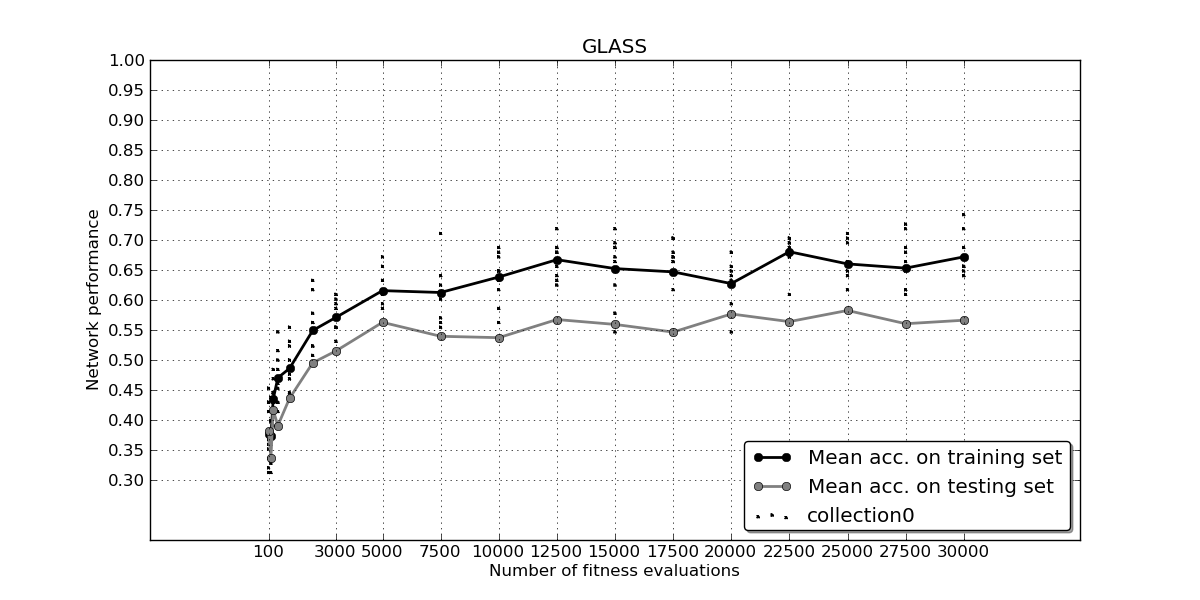 GLASS
1.00
0.95
0.90
0.85
0.80
0.75
0.70
0.65
0.60
0.55
0.50
0.45
0.40
0.35
0.30
Network performance
Mean acc. on training set
Mean acc. on testing set
collection0
100 3000 5000 7500 10000 12500 15000 17500 20000 22500 25000 27500 30000
Number of fitness evaluations